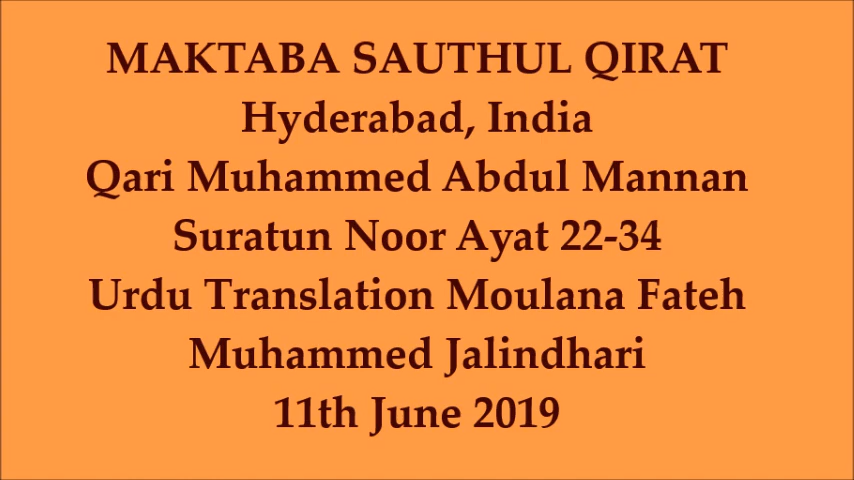 MAKTABA SAUTHUL QIRAT
Hyderabad, India
Qari Muhammed Abdul Mannan
Suratun Noor Ayat 22-34
Urdu Translation Moulana Fateh
Muhammed Jalindhari
11th June 2019